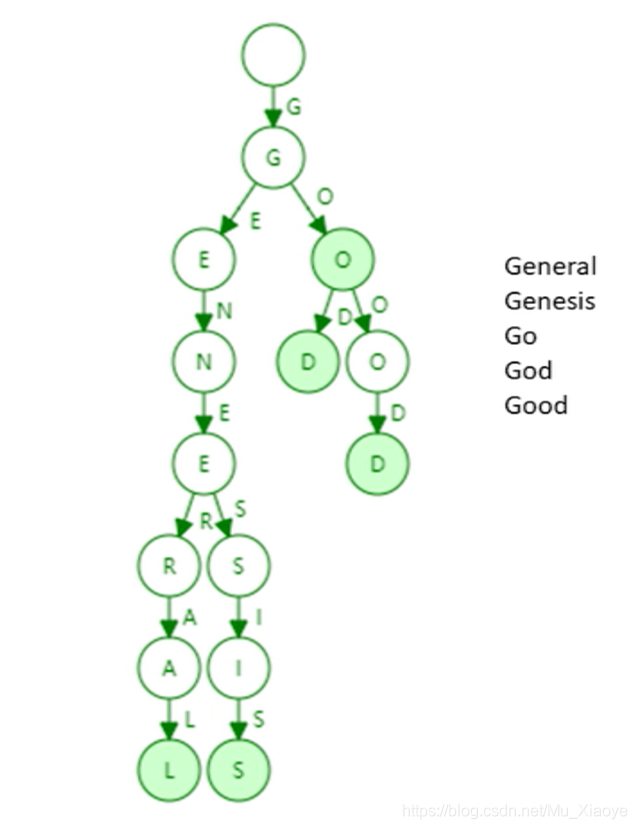 G
G
O
E
E
O
N
D O
N
D
O
E
D
E
D
R S
R
S
A
I
A
I
L
S
L
S
General
Genesis
Go
God
Good
https://blog.csdn.net/Mu_Xiaoye